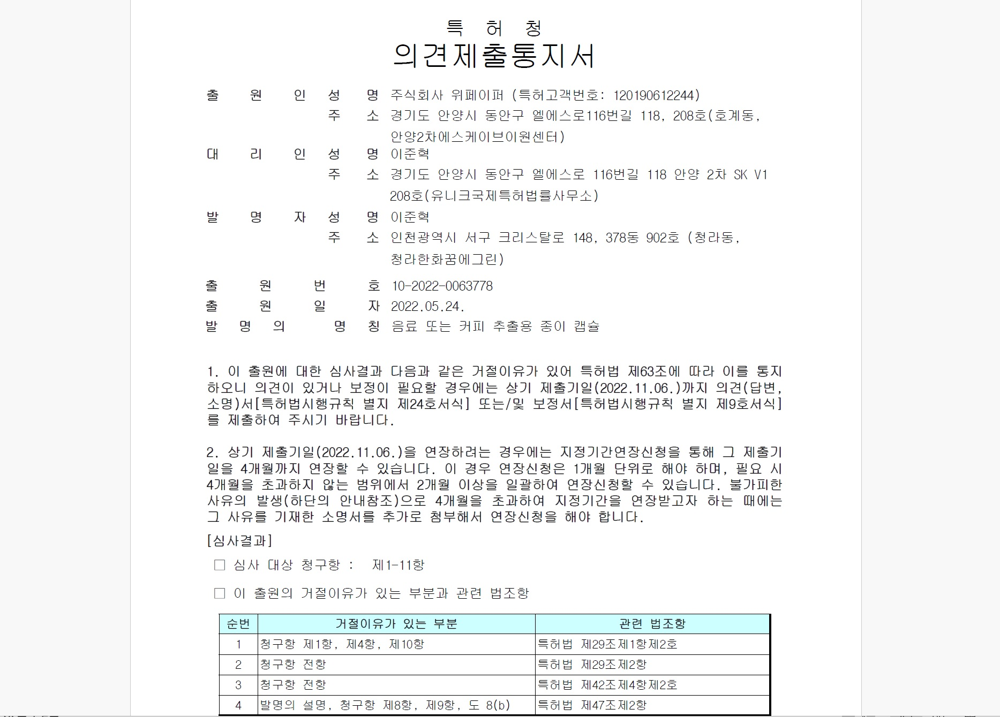 특 허 청
의견제출통지서
출 원 인 성 명 주식회사 위페이퍼 (특허고객번호: 120190612244)
주 소 경기도 안양시 동안구 엘에스로116번길 118, 208호(호계동,
안양2차에스케이브이원센터)
대 리 인 성 명 이준혁
주 소 경기도 안양시 동안구 엘에스로 116번길 118 안양 2차 SK V1
208호(유니크국제특허법률사무소)
발 명 자 성 명 이준혁
주 소 인천광역시 서구 크리스탈로 148, 378동 902호 (청라동,
청라한화꿈에그린)
출 원 번 호 10-2022-0063778
출 원 일 자 2022.05.24.
발 명 의 명 칭 음료 또는 커피 추출용 종이 캡슐
1. 이 출원에 대한 심사결과 다음과 같은 거절이유가 있어 특허법 제63조에 따라 이를 통지
하오니 의견이 있거나 보정이 필요할 경우에는 상기 제출기일(2022.11.06.)까지 의견(답변,
소명)서[특허법시행규칙 별지 제24호서식] 또는/및 보정서[특허법시행규칙 별지 제9호서식]
를 제출하여 주시기 바랍니다.
2. 상기 제출기일(2022.11.06.)을 연장하려는 경우에는 지정기간연장신청을 통해 그 제출기
일을 4개월까지 연장할 수 있습니다. 이 경우 연장신청은 1개월 단위로 해야 하며, 필요 시
4개월을 초과하지 않는 범위에서 2개월 이상을 일괄하여 연장신청할 수 있습니다. 불가피한
사유의 발생(하단의 안내참조)으로 4개월을 초과하여 지정기간을 연장받고자 하는 때에는
그 사유를 기재한 소명서를 추가로 첨부해서 연장신청을 해야 합니다.
[심사결과]
□ 심사 대상 청구항 : 제1-11항
□ 이 출원의 거절이유가 있는 부분과 관련 법조항
순번 거절이유가 있는 부분 관련 법조항
1 청구항 제1항, 제4항, 제10항 특허법 제29조제1항제2호
2 청구항 전항 특허법 제29조제2항
3 청구항 전항 특허법 제42조제4항제2호
4 발명의 설명, 청구항 제8항, 제9항, 도 8(b) 특허법 제47조제2항